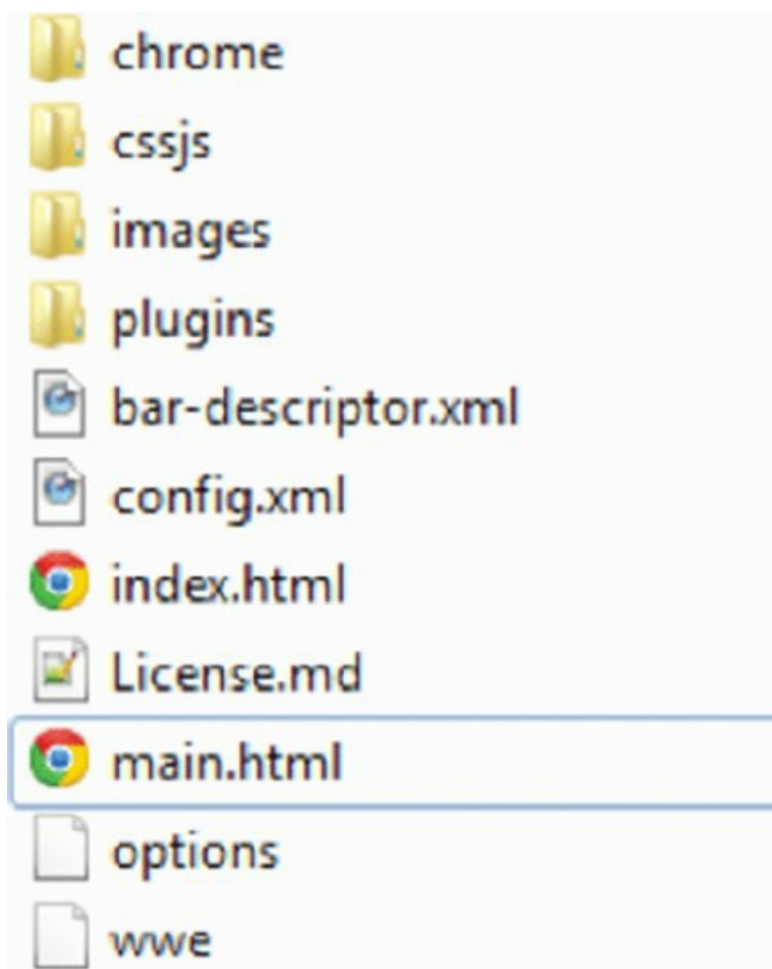 chrome
cssjs
images
plugins
bar-descriptor.xml
config.xml
index.html
License.md
main.html
options
wwe